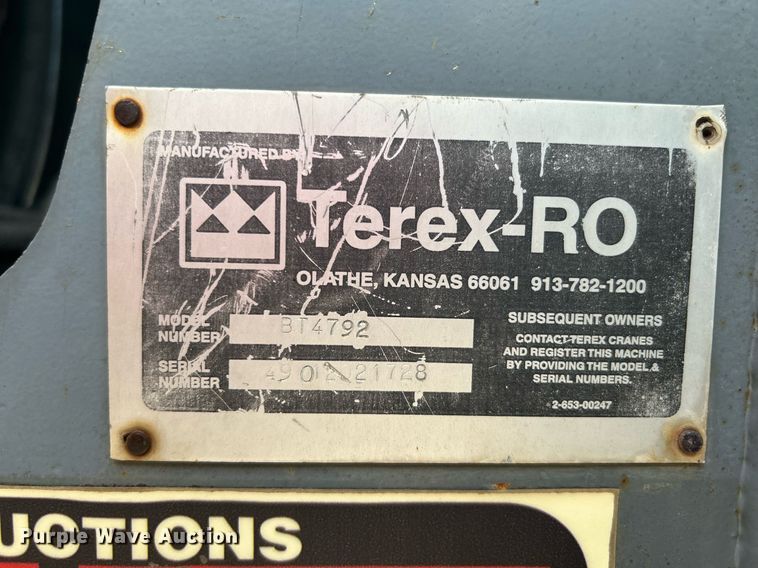 MANUFACTURED BY
Terex-RO
OLATHE, KANSAS 66061 913-782-1200
MODEL
NUMBER BT4792
SERIAL
NUMBER
SUBSEQUENT OWNERS
CONTACT TEREX CRANES
AND REGISTER THIS MACHINE
BY PROVIDING THE MODEL &
SERIAL NUMBERS.
2-653-00247
UCTIONS
Purple Wave Auction